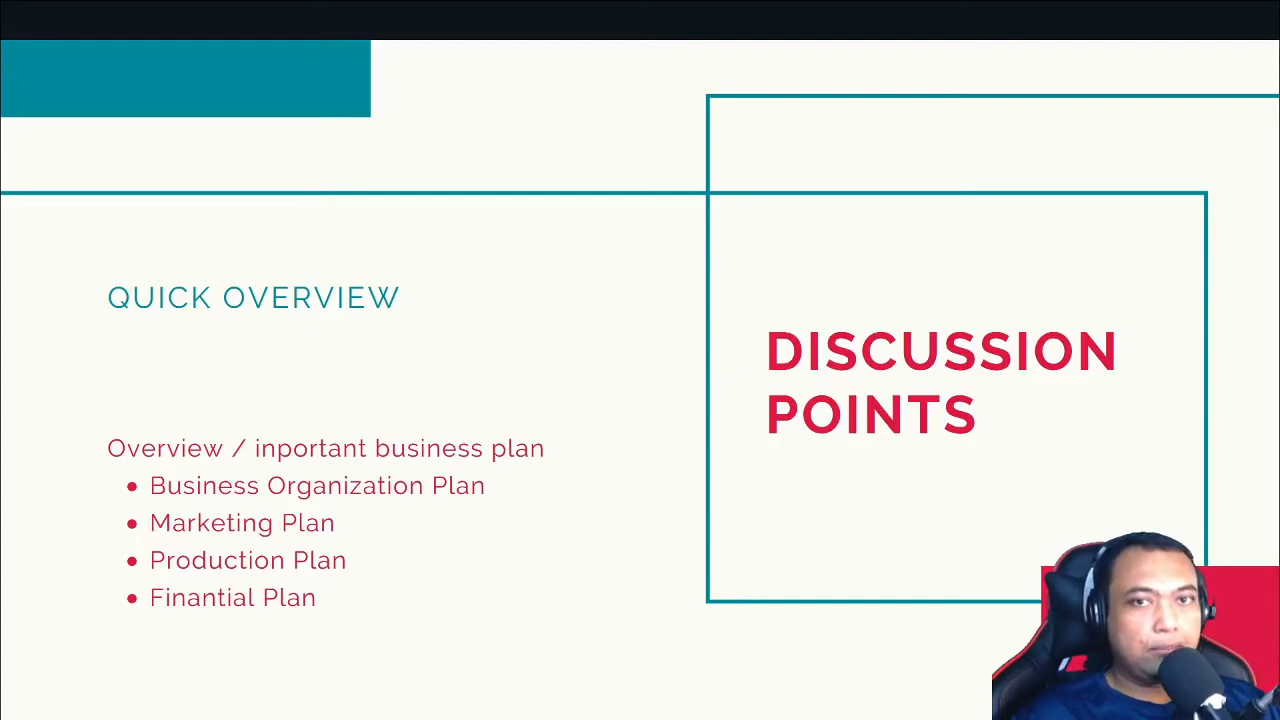 QUICK OVERVIEW
Overview / inportant business plan
• Business Organization Plan
• Marketing Plan
• Production Plan
• Finantial Plan
DISCUSSION
POINTS